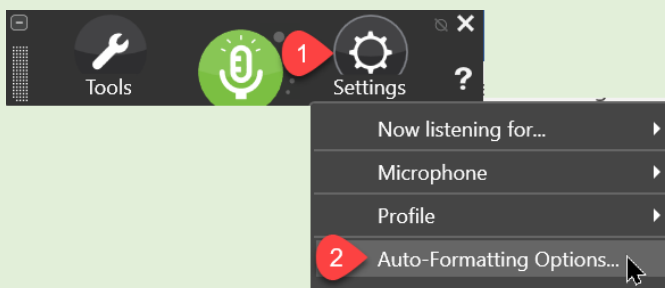 Tools
1
Settings
?
Now listening for...
Microphone
Profile
2
Auto-Formatting Options...